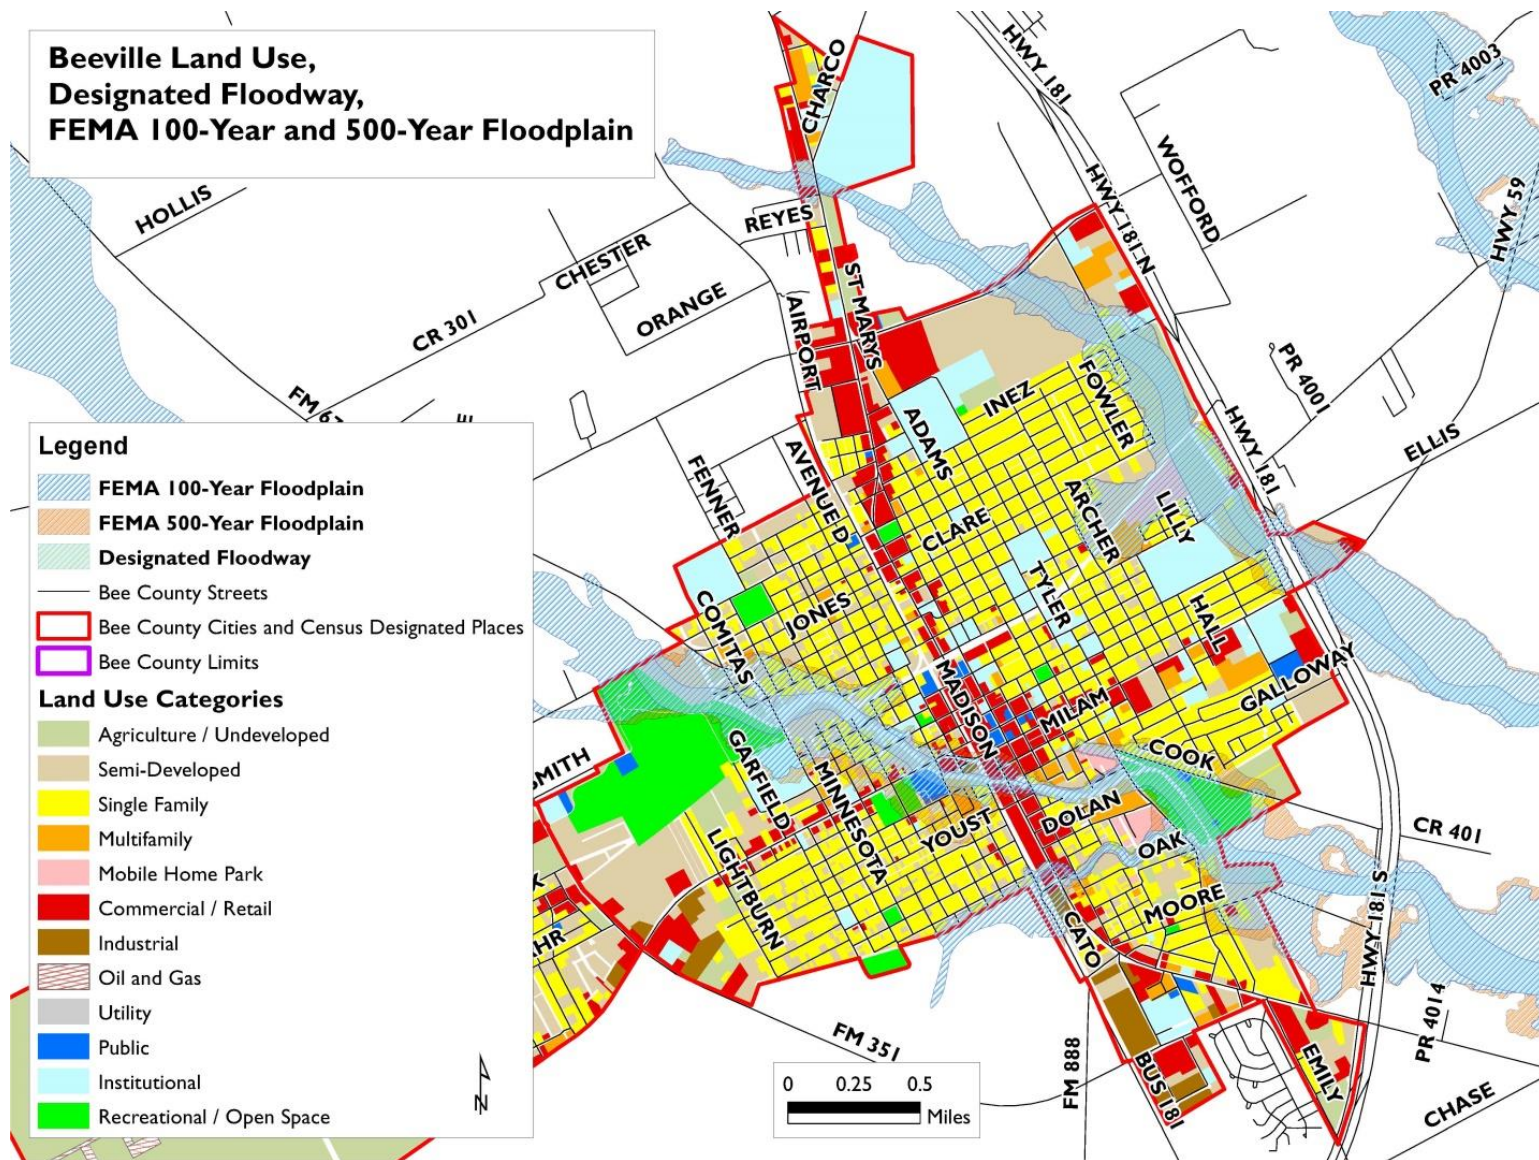 Beeville Land Use,
Designated Floodway,
FEMA 100-Year and 500-Year Floodplain
CHARCO
HWY 181
PR 4003
HOLLIS
WOFFORD
REYES
HWY 181 N
HWY 59
CHESTER
ST MARYS
ORANGE
CR 301
AIRPORT
PR 4001
INEZ
FOWLER
ADAMS
HWY 181
ELLIS
FENNER
AVENUE D
CLARE
ARCHER
LILLY
TYLER
COMITAS
JONES
HALL
MADISON
MILAM
GALLOWAY
COOK
SMITH
GARFIELD
MINNESOTA
DOLAN
YOUST
OAK
CR 401
LIGHTBURN
MOORE
CATO
HWY 181 S
FM 351
FM 888
BUS 181
EMILY
PR 4014
CHASE
Legend
FEMA 100-Year Floodplain
FEMA 500-Year Floodplain
Designated Floodway
Bee County Streets
Bee County Cities and Census Designated Places
Bee County Limits
Land Use Categories
Agriculture / Undeveloped
Semi-Developed
Single Family
Multifamily
Mobile Home Park
Commercial / Retail
Industrial
Oil and Gas
Utility
Public
Institutional
Recreational / Open Space
N
0 0.25 0.5
Miles